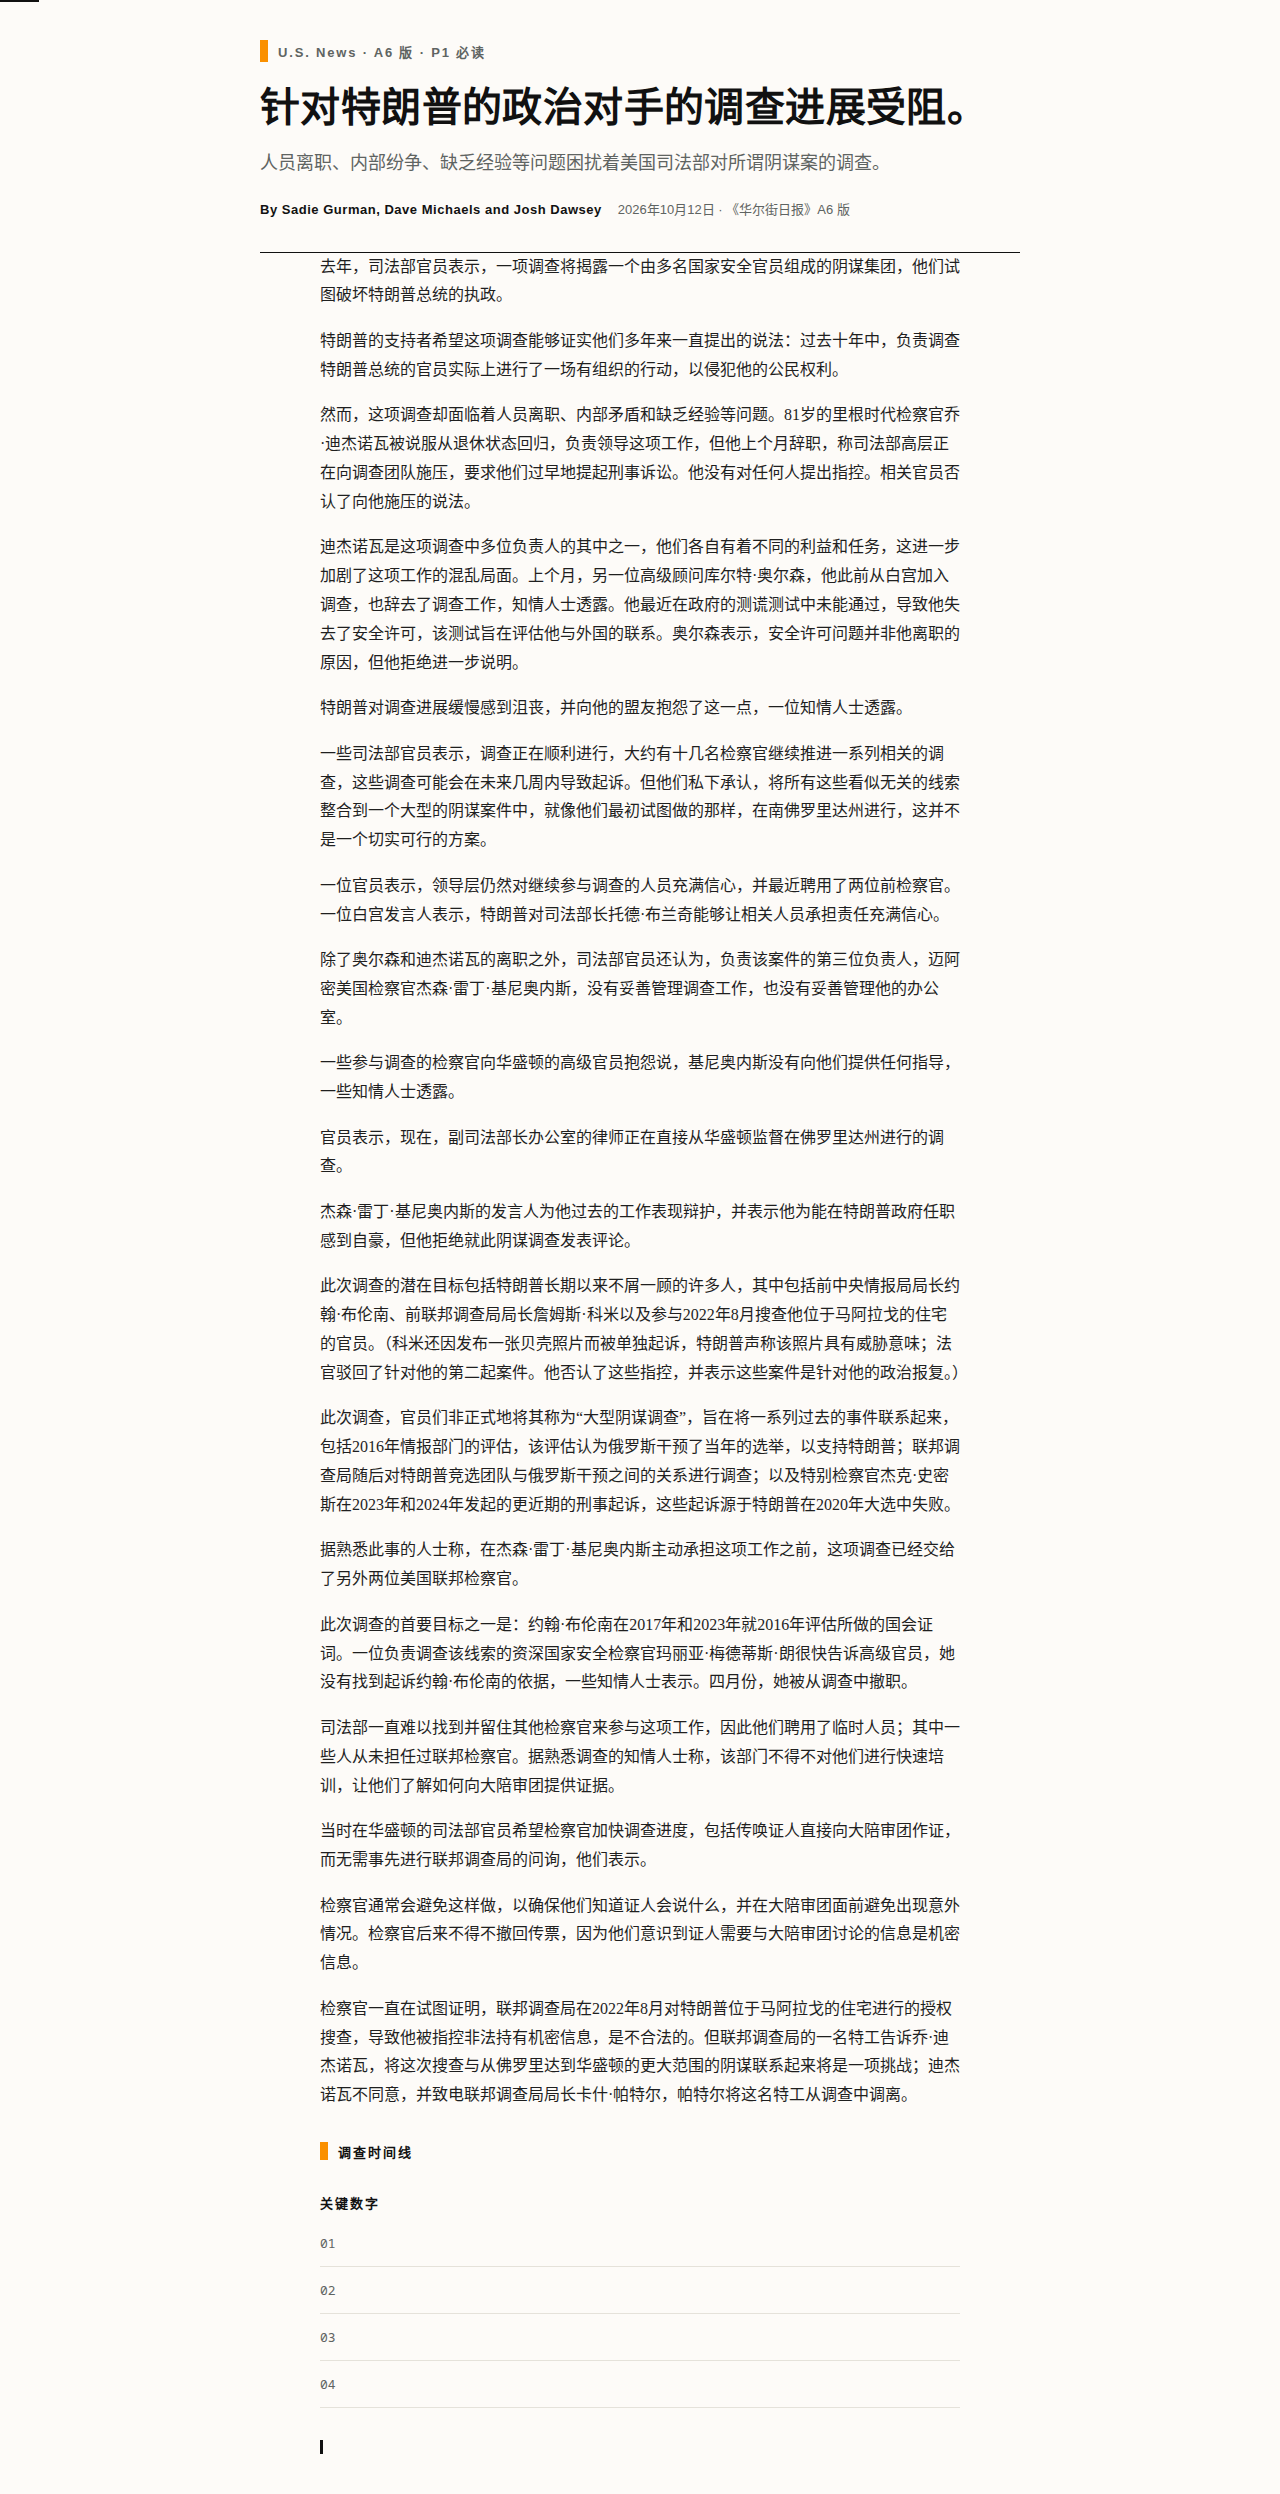 U.S. News · A6 版 · P1 必读
针对特朗普的政治对手的调查进展受阻。
人员离职、内部纷争、缺乏经验等问题困扰着美国司法部对所谓阴谋案的调查。
By Sadie Gurman, Dave Michaels and Josh Dawsey 2026年10月12日 · 《华尔街日报》A6 版
去年，司法部官员表示，一项调查将揭露一个由多名国家安全官员组成的阴谋集团，他们试
图破坏特朗普总统的执政。
特朗普的支持者希望这项调查能够证实他们多年来一直提出的说法：过去十年中，负责调查
特朗普总统的官员实际上进行了一场有组织的行动，以侵犯他的公民权利。
然而，这项调查却面临着人员离职、内部矛盾和缺乏经验等问题。81岁的里根时代检察官乔
·迪杰诺瓦被说服从退休状态回归，负责领导这项工作，但他上个月辞职，称司法部高层正
在向调查团队施压，要求他们过早地提起刑事诉讼。他没有对任何人提出指控。相关官员否
认了向他施压的说法。
迪杰诺瓦是这项调查中多位负责人的其中之一，他们各自有着不同的利益和任务，这进一步
加剧了这项工作的混乱局面。上个月，另一位高级顾问库尔特·奥尔森，他此前从白宫加入
调查，也辞去了调查工作，知情人士透露。他最近在政府的测谎测试中未能通过，导致他失
去了安全许可，该测试旨在评估他与外国的联系。奥尔森表示，安全许可问题并非他离职的
原因，但他拒绝进一步说明。
特朗普对调查进展缓慢感到沮丧，并向他的盟友抱怨了这一点，一位知情人士透露。
一些司法部官员表示，调查正在顺利进行，大约有十几名检察官继续推进一系列相关的调
查，这些调查可能会在未来几周内导致起诉。但他们私下承认，将所有这些看似无关的线索
整合到一个大型的阴谋案件中，就像他们最初试图做的那样，在南佛罗里达州进行，这并不
是一个切实可行的方案。
一位官员表示，领导层仍然对继续参与调查的人员充满信心，并最近聘用了两位前检察官。
一位白宫发言人表示，特朗普对司法部长托德·布兰奇能够让相关人员承担责任充满信心。
除了奥尔森和迪杰诺瓦的离职之外，司法部官员还认为，负责该案件的第三位负责人，迈阿
密美国检察官杰森·雷丁·基尼奥内斯，没有妥善管理调查工作，也没有妥善管理他的办公
室。
一些参与调查的检察官向华盛顿的高级官员抱怨说，基尼奥内斯没有向他们提供任何指导，
一些知情人士透露。
官员表示，现在，副司法部长办公室的律师正在直接从华盛顿监督在佛罗里达州进行的调
查。
杰森·雷丁·基尼奥内斯的发言人为他过去的工作表现辩护，并表示他为能在特朗普政府任职
感到自豪，但他拒绝就此阴谋调查发表评论。
此次调查的潜在目标包括特朗普长期以来不屑一顾的许多人，其中包括前中央情报局局长约
翰·布伦南、前联邦调查局局长詹姆斯·科米以及参与2022年8月搜查他位于马阿拉戈的住宅
的官员。（科米还因发布一张贝壳照片而被单独起诉，特朗普声称该照片具有威胁意味；法
官驳回了针对他的第二起案件。他否认了这些指控，并表示这些案件是针对他的政治报复。）
此次调查，官员们非正式地将其称为“大型阴谋调查”，旨在将一系列过去的事件联系起来，
包括2016年情报部门的评估，该评估认为俄罗斯干预了当年的选举，以支持特朗普；联邦调
查局随后对特朗普竞选团队与俄罗斯干预之间的关系进行调查；以及特别检察官杰克·史密
斯在2023年和2024年发起的更近期的刑事起诉，这些起诉源于特朗普在2020年大选中失败。
据熟悉此事的人士称，在杰森·雷丁·基尼奥内斯主动承担这项工作之前，这项调查已经交给
了另外两位美国联邦检察官。
此次调查的首要目标之一是：约翰·布伦南在2017年和2023年就2016年评估所做的国会证
词。一位负责调查该线索的资深国家安全检察官玛丽亚·梅德蒂斯·朗很快告诉高级官员，她
没有找到起诉约翰·布伦南的依据，一些知情人士表示。四月份，她被从调查中撤职。
司法部一直难以找到并留住其他检察官来参与这项工作，因此他们聘用了临时人员；其中一
些人从未担任过联邦检察官。据熟悉调查的知情人士称，该部门不得不对他们进行快速培
训，让他们了解如何向大陪审团提供证据。
当时在华盛顿的司法部官员希望检察官加快调查进度，包括传唤证人直接向大陪审团作证，
而无需事先进行联邦调查局的问询，他们表示。
检察官通常会避免这样做，以确保他们知道证人会说什么，并在大陪审团面前避免出现意外
情况。检察官后来不得不撤回传票，因为他们意识到证人需要与大陪审团讨论的信息是机密
信息。
检察官一直在试图证明，联邦调查局在2022年8月对特朗普位于马阿拉戈的住宅进行的授权
搜查，导致他被指控非法持有机密信息，是不合法的。但联邦调查局的一名特工告诉乔·迪
杰诺瓦，将这次搜查与从佛罗里达到华盛顿的更大范围的阴谋联系起来将是一项挑战；迪杰
诺瓦不同意，并致电联邦调查局局长卡什·帕特尔，帕特尔将这名特工从调查中调离。
调查时间线
关键数字
01
02
03
04